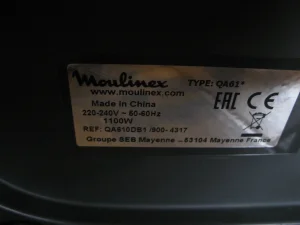 Moulinex TYPE: QA61*
www.moulinex.com
Made in China EAC CE
220-240V ~ 50-60Hz
1100W
REF: QA510DB1 /900- 4317
Groupe SEB Mayenne 53104 Mayenne France